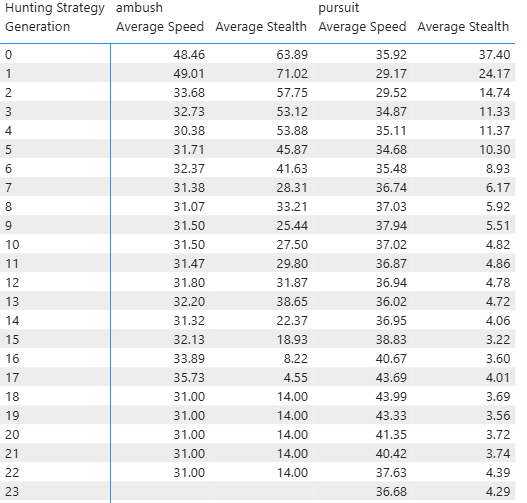 Hunting Strategy ambush pursuit
Generation Average Speed Average Stealth Average Speed Average Stealth
0 48.46 63.89 35.92 37.40
1 49.01 71.02 29.17 24.17
2 33.68 57.75 29.52 14.74
3 32.73 53.12 34.87 11.33
4 30.38 53.88 35.11 11.37
5 31.71 45.87 34.68 10.30
6 32.37 41.63 35.48 8.93
7 31.38 28.31 36.74 6.17
8 31.07 33.21 37.03 5.92
9 31.50 25.44 37.94 5.51
10 31.50 27.50 37.02 4.82
11 31.47 29.80 36.87 4.86
12 31.80 31.87 36.94 4.78
13 32.20 38.65 36.02 4.72
14 31.32 22.37 36.95 4.06
15 32.13 18.93 38.83 3.22
16 33.89 8.22 40.67 3.60
17 35.73 4.55 43.69 4.01
18 31.00 14.00 43.99 3.69
19 31.00 14.00 43.33 3.56
20 31.00 14.00 41.35 3.72
21 31.00 14.00 40.42 3.74
22 31.00 14.00 37.63 4.39
23 36.68 4.29